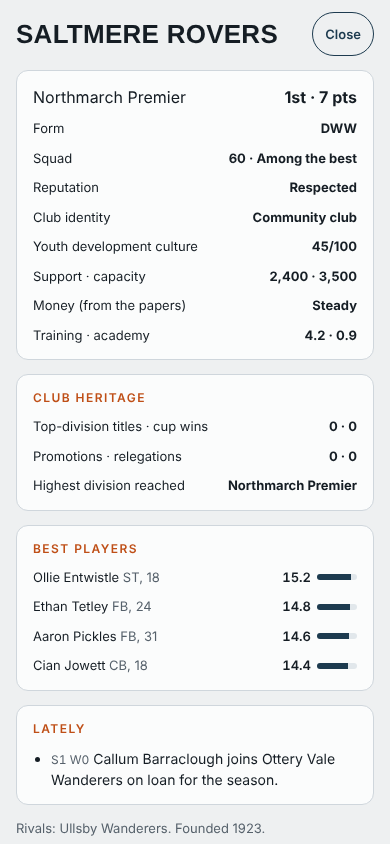 SALTMERE ROVERS
Close
Northmarch Premier 1st · 7 pts
Form DWW
Squad 60 · Among the best
Reputation Respected
Club identity Community club
Youth development culture 45/100
Support · capacity 2,400 · 3,500
Money (from the papers) Steady
Training · academy 4.2 · 0.9
CLUB HERITAGE
Top-division titles · cup wins 0 · 0
Promotions · relegations 0 · 0
Highest division reached Northmarch Premier
BEST PLAYERS
Ollie Entwistle ST, 18 15.2
Ethan Tetley FB, 24 14.8
Aaron Pickles FB, 31 14.6
Cian Jowett CB, 18 14.4
LATELY
• S1 W0 Callum Barraclough joins Ottery Vale
Wanderers on loan for the season.
Rivals: Ullsby Wanderers. Founded 1923.